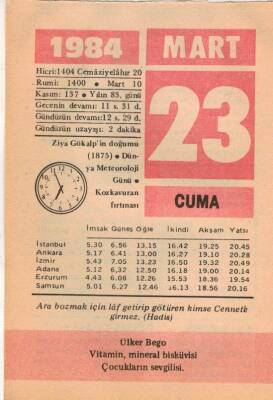 1984 MART
Hicri:1404 Cemâziyelâhır 20
Rumî: 1400 • Mart 10
Kasım: 137 • Yılın 83. günü
Gecenin devamı: 11 s. 31 d.
Gündüzün devamı:12 s. 29 d.
Gündüzün uzayışı: 2 dakika
Ziya Gökalp'in doğumu
(1875) • Dün-
ya Meteoroloji
Günü •
Kozkavuran
fırtınası
23
CUMA
İmsak Güneş Öğle İkindi Akşam Yatsı
İstanbul 5.30 6.56 13.15 16,42 19.25 20.45
Ankara 5.17 6.41 13.00 16.27 19.10 20.28
İzmir 5.43 7.05 13.23 16.50 19.32 20.49
Adana 5.12 6,32 12.50 16.18 19.00 20.14
Erzurum 4.43 6.08 12.26 15.53 18.36 19.54
Samsun 5.01 6.27 12.46 16.13 18.56 20.16
Ara bozmak için lâf getirip götüren kimse Cennete
girmez. (Hadis)
Ülker Bego
Vitamin, mineral bisküvisi
Çocukların sevgilisi.